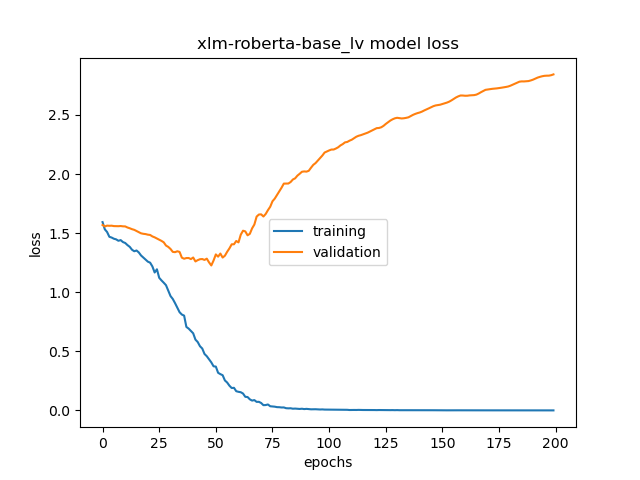 xlm-roberta-base_lv model loss
loss
2.5
2.0
1.5
1.0
0.5
0.0
training
validation
0 25 50 75 100 125 150 175 200
epochs